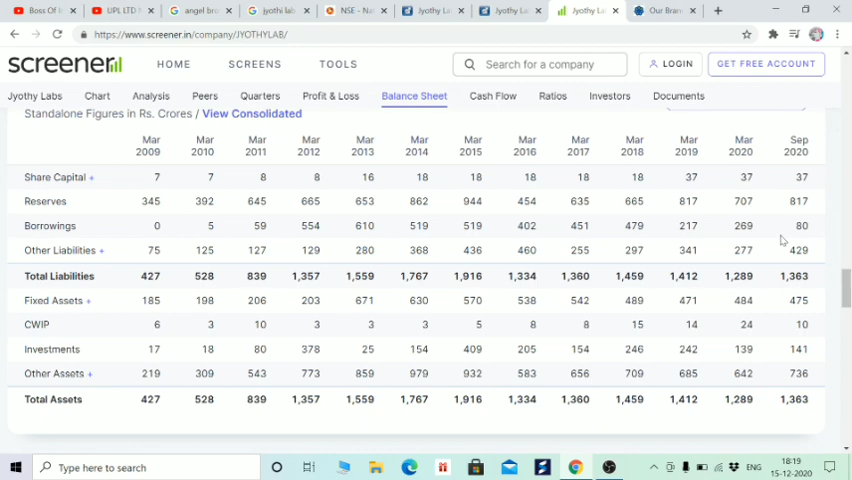 Boss Of
UPL LTD
angel bro
jyothi lab
NSE - Na
Jyothy La
Jyothy La
Jyothy Lab
Our Bran
https://www.screener.in/company/JYOTHYLAB/
screener HOME SCREENS TOOLS Search for a company LOGIN GET FREE ACCOUNT
Jyothy Labs Chart Analysis Peers Quarters Profit & Loss Balance Sheet Cash Flow Ratios Investors Documents
Standalone Figures in Rs. Crores / View Consolidated
Mar Mar Mar Mar Mar Mar Mar Mar Mar Mar Mar Mar Sep
2009 2010 2011 2012 2013 2014 2015 2016 2017 2018 2019 2020 2020
Share Capital + 7 7 8 8 16 18 18 18 18 18 37 37 37
Reserves 345 392 645 665 653 862 944 454 635 665 817 707 817
Borrowings 0 5 59 554 610 519 519 402 451 479 217 269 80
Other Liabilities + 75 125 127 129 280 368 436 460 255 297 341 277 429
Total Liabilities 427 528 839 1,357 1,559 1,767 1,916 1,334 1,360 1,459 1,412 1,289 1,363
Fixed Assets + 185 198 206 203 671 630 570 538 542 489 471 484 475
CWIP 6 3 10 3 3 3 5 8 8 15 14 24 10
Investments 17 18 80 378 25 154 409 205 154 246 242 139 141
Other Assets + 219 309 543 773 859 979 932 583 656 709 685 642 736
Total Assets 427 528 839 1,357 1,559 1,767 1,916 1,334 1,360 1,459 1,412 1,289 1,363
Type here to search
ENG
18:19
15-12-2020